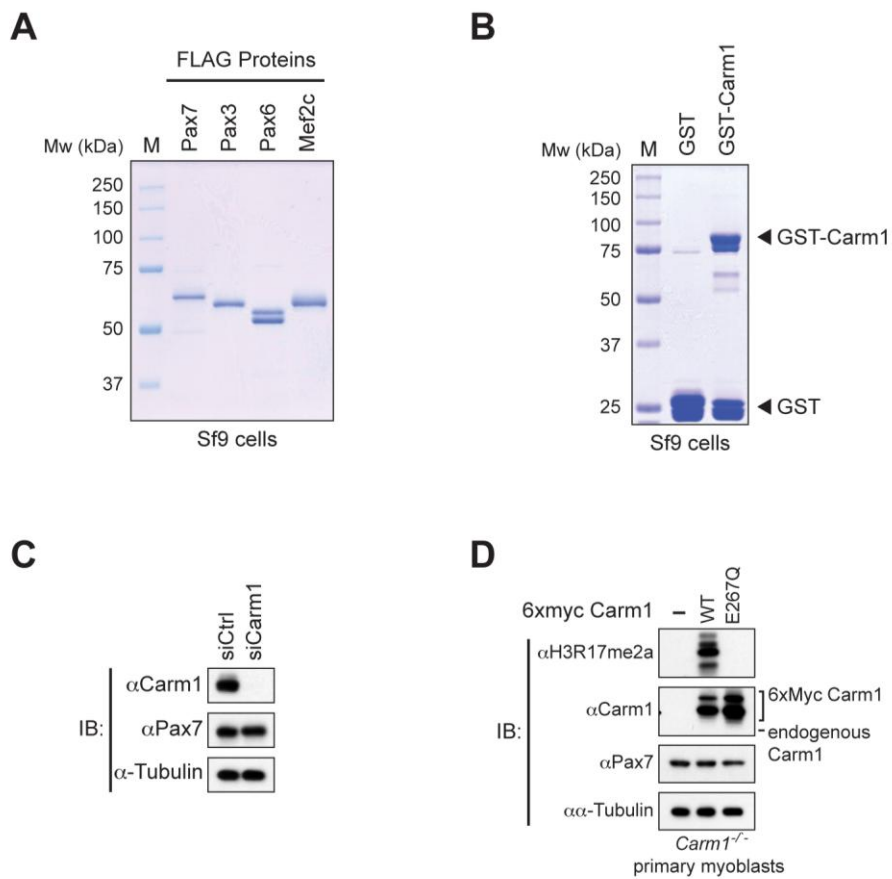 A
FLAG Proteins
Mw (kDa)
M
Pax7
Pax3
Pax6
Mef2c
250
150
100
75
50
37
Sf9 cells
B
Mw (kDa)
M
GST
GST-Carm1
250
150
100
75
50
37
25
◀ GST-Carm1
◀ GST
Sf9 cells
C
siCtrl
siCarm1
IB:
αCarm1
αPax7
α-Tubulin
D
6xmyc Carm1
–
WT
E267Q
IB:
αH3R17me2a
αCarm1
6xMyc Carm1
endogenous
Carm1
αPax7
αα-Tubulin
Carm1-/-
primary myoblasts